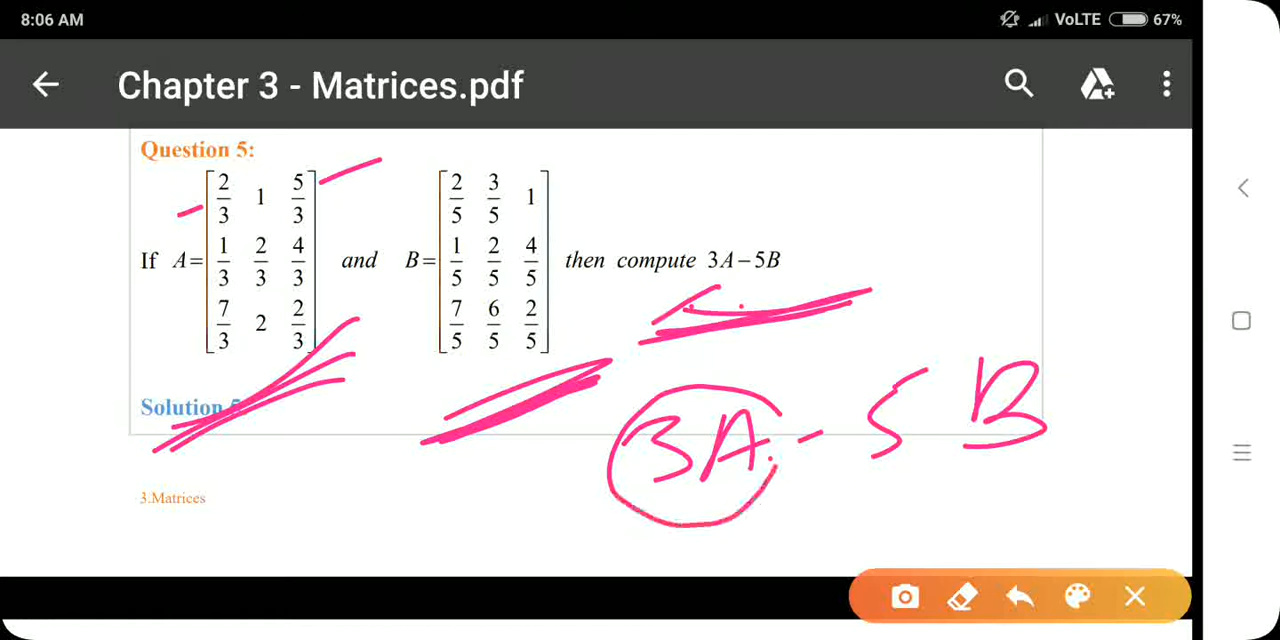 8:06 AM VoLTE 67%
Chapter 3 - Matrices.pdf
Question 5:
If A = [2/3 1 5/3; 1/3 2/3 4/3; 7/3 2 2/3] and B = [2/5 3/5 1; 1/5 2/5 4/5; 7/5 6/5 2/5] then compute 3A − 5B
Solution
3A - 5B
3.Matrices